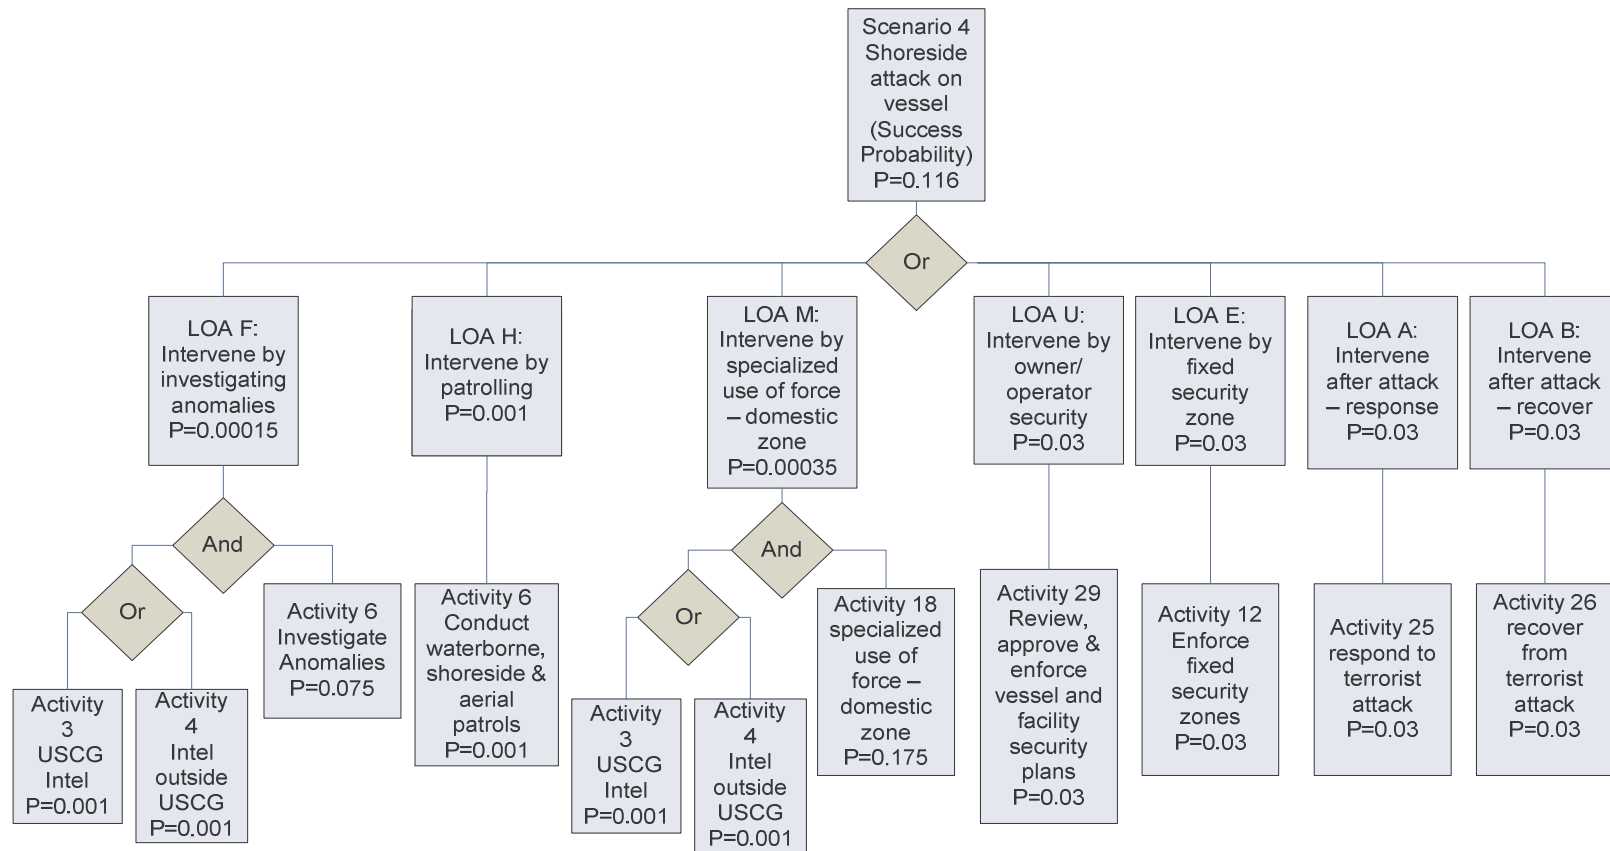 Scenario 4
Shoreside
attack on
vessel
(Success
Probability)
P=0.116
Or
LOA F:
Intervene by
investigating
anomalies
P=0.00015
LOA H:
Intervene by
patrolling
P=0.001
LOA M:
Intervene by
specialized
use of force
– domestic
zone
P=0.00035
LOA U:
Intervene by
owner/
operator
security
P=0.03
LOA E:
Intervene by
fixed
security
zone
P=0.03
LOA A:
Intervene
after attack
– response
P=0.03
LOA B:
Intervene
after attack
– recover
P=0.03
And
Or
Activity 6
Investigate
Anomalies
P=0.075
Activity
3
USCG
Intel
P=0.001
Activity
4
Intel
outside
USCG
P=0.001
Activity 6
Conduct
waterborne,
shoreside &
aerial
patrols
P=0.001
And
Or
Activity 18
specialized
use of
force –
domestic
zone
P=0.175
Activity
3
USCG
Intel
P=0.001
Activity
4
Intel
outside
USCG
P=0.001
Activity 29
Review,
approve &
enforce
vessel and
facility
security
plans
P=0.03
Activity 12
Enforce
fixed
security
zones
P=0.03
Activity 25
respond to
terrorist
attack
P=0.03
Activity 26
recover
from
terrorist
attack
P=0.03